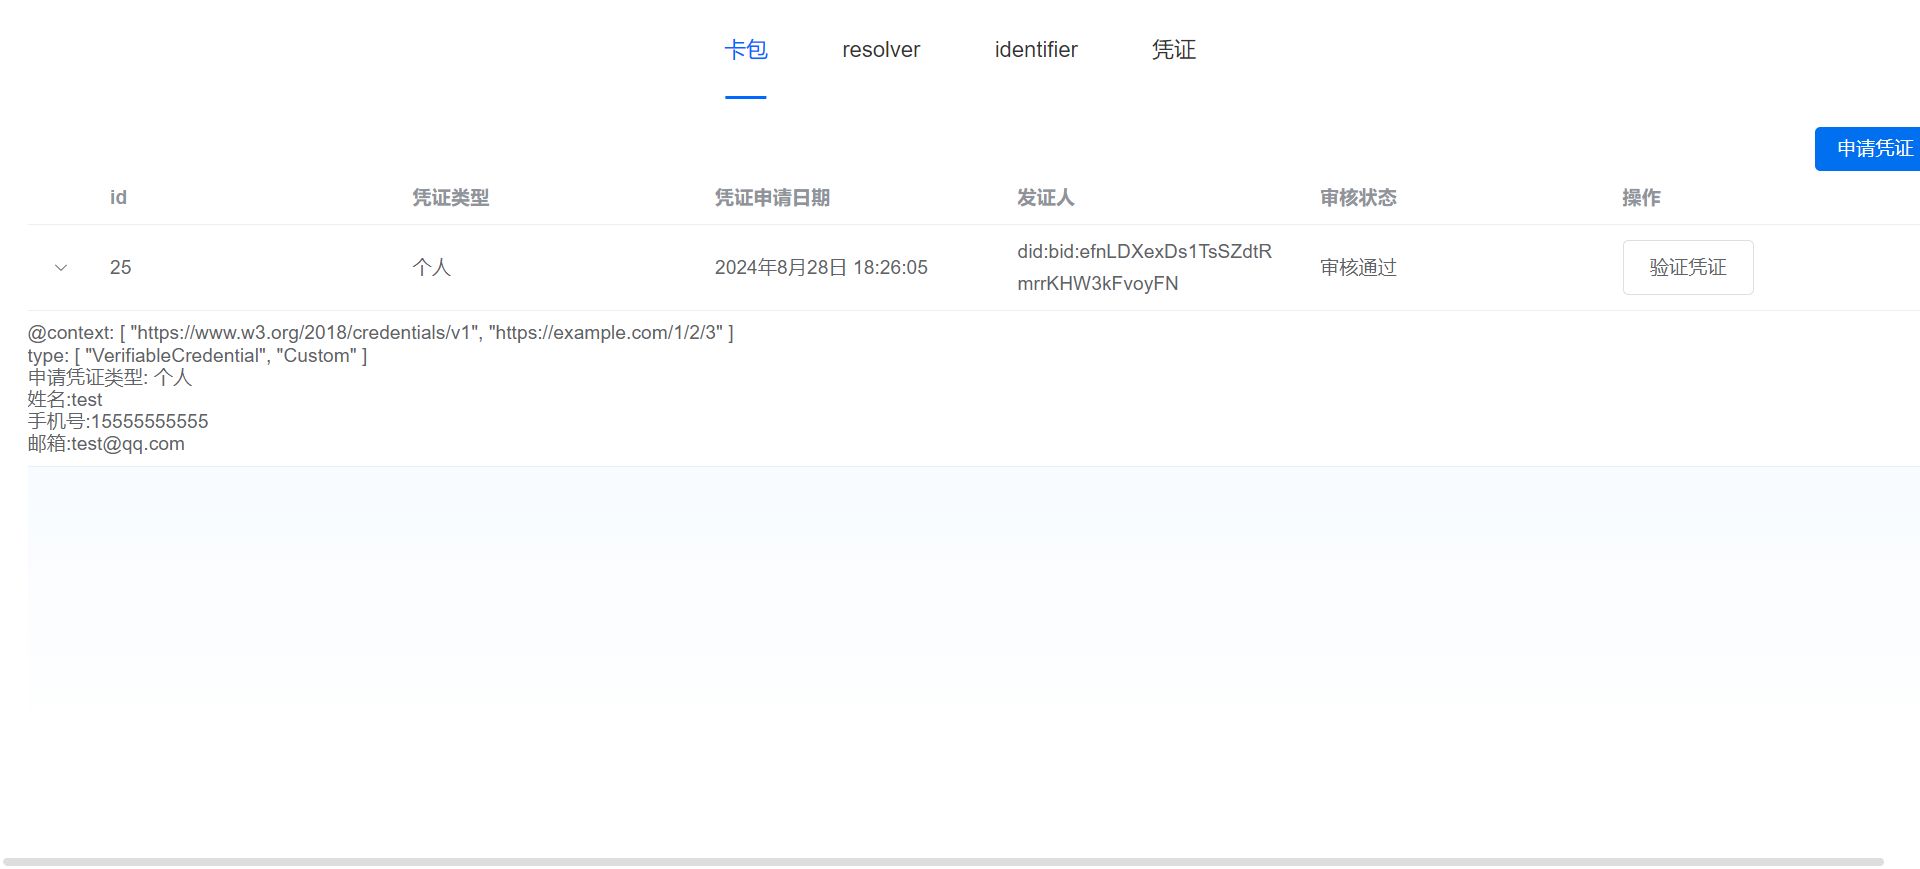 卡包 resolver identifier 凭证
申请凭证
id 凭证类型 凭证申请日期 发证人 审核状态 操作
25 个人 2024年8月28日 18:26:05 did:bid:efnLDXexDs1TsSZdtR 审核通过 验证凭证
mrrKHW3kFvoyFN
@context: [ "https://www.w3.org/2018/credentials/v1", "https://example.com/1/2/3" ]
type: [ "VerifiableCredential", "Custom" ]
申请凭证类型: 个人
姓名:test
手机号:15555555555
邮箱:test@qq.com